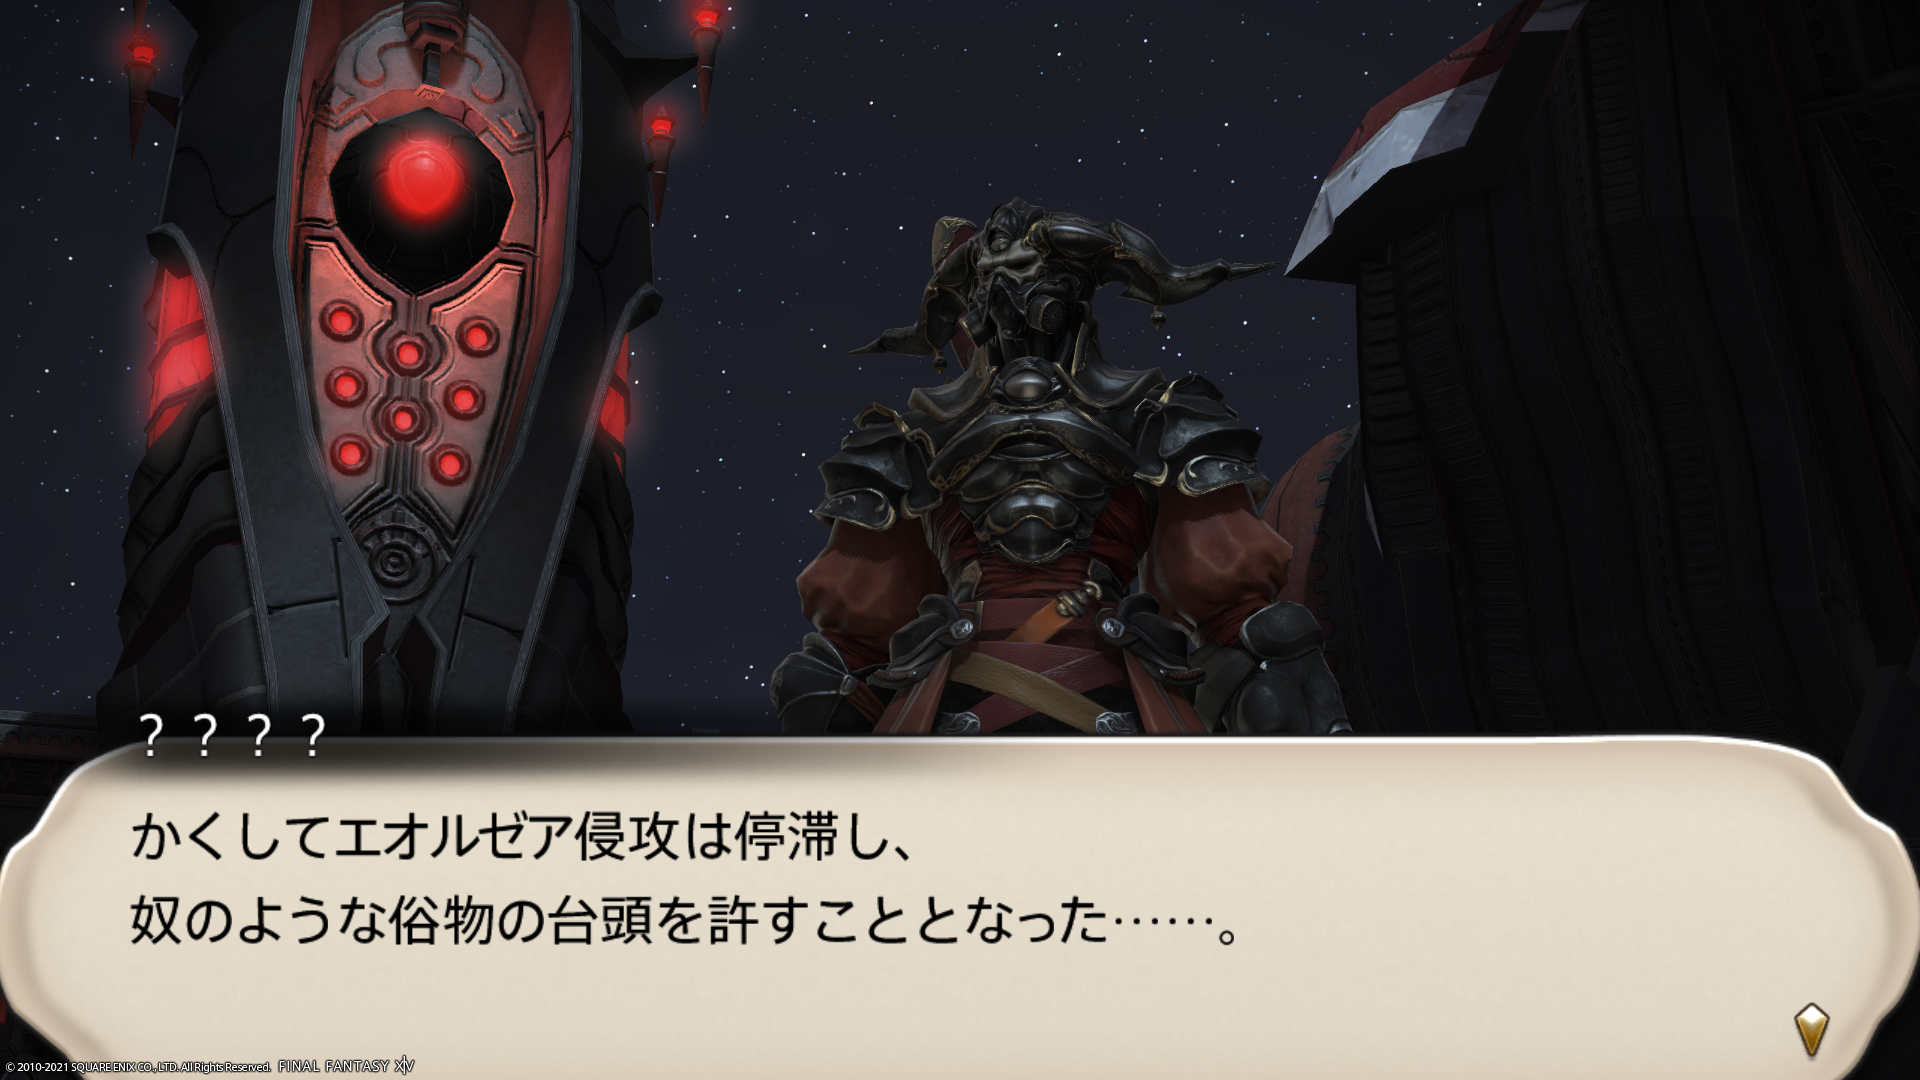 ？？？？
かくしてエオルゼア侵攻は停滞し、
奴のような俗物の台頭を許すこととなった……。
© 2010-2021 SQUARE ENIX CO., LTD. All Rights Reserved. FINAL FANTASY XIV